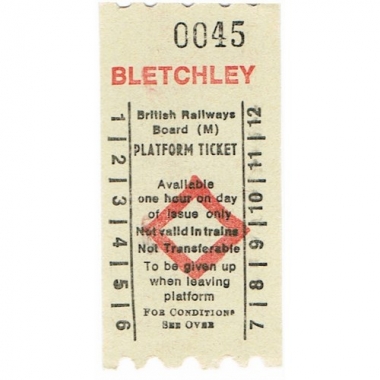 0045
BLETCHLEY
British Railways
Board (M)
PLATFORM TICKET
Available
one hour on day
of issue only
Not valid in trains
Not Transferable
To be given up
when leaving
platform
FOR CONDITIONS
SEE OVER
1 | 2 | 3 | 4 | 5 | 6
7 | 8 | 9 | 10 | 11 | 12